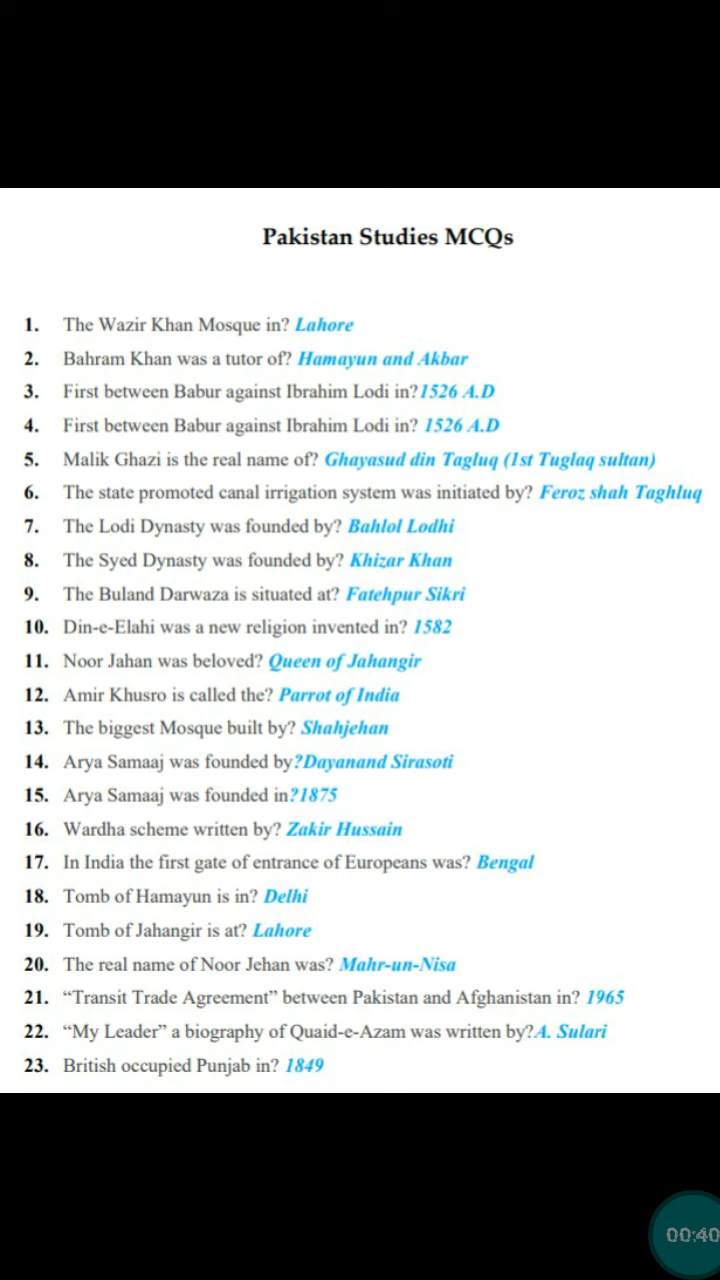 Pakistan Studies MCQs
1. The Wazir Khan Mosque in? Lahore
2. Bahram Khan was a tutor of? Hamayun and Akbar
3. First between Babur against Ibrahim Lodi in?1526 A.D
4. First between Babur against Ibrahim Lodi in? 1526 A.D
5. Malik Ghazi is the real name of? Ghayasud din Tagluq (1st Tuglaq sultan)
6. The state promoted canal irrigation system was initiated by? Feroz shah Taghluq
7. The Lodi Dynasty was founded by? Bahlol Lodhi
8. The Syed Dynasty was founded by? Khizar Khan
9. The Buland Darwaza is situated at? Fatehpur Sikri
10. Din-e-Elahi was a new religion invented in? 1582
11. Noor Jahan was beloved? Queen of Jahangir
12. Amir Khusro is called the? Parrot of India
13. The biggest Mosque built by? Shahjehan
14. Arya Samaaj was founded by?Dayanand Sirasoti
15. Arya Samaaj was founded in?1875
16. Wardha scheme written by? Zakir Hussain
17. In India the first gate of entrance of Europeans was? Bengal
18. Tomb of Hamayun is in? Delhi
19. Tomb of Jahangir is at? Lahore
20. The real name of Noor Jehan was? Mahr-un-Nisa
21. “Transit Trade Agreement” between Pakistan and Afghanistan in? 1965
22. “My Leader” a biography of Quaid-e-Azam was written by?A. Sulari
23. British occupied Punjab in? 1849
00:40